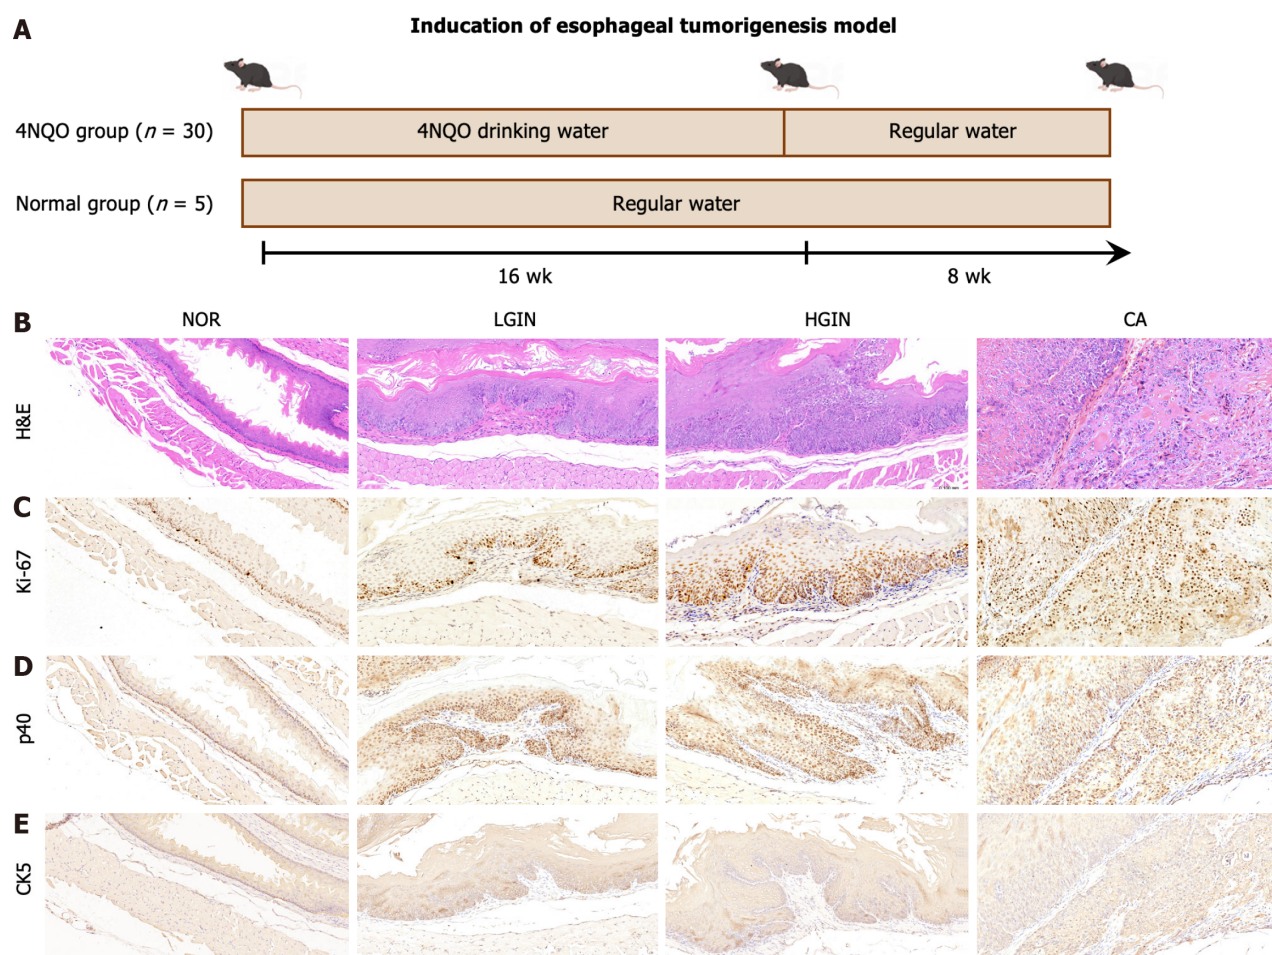 A
Inducation of esophageal tumorigenesis model
4NQO group (n = 30)
4NQO drinking water
Regular water
Normal group (n = 5)
Regular water
16 wk
8 wk
B
NOR
LGIN
HGIN
CA
H&E
C
Ki-67
D
p40
E
CK5